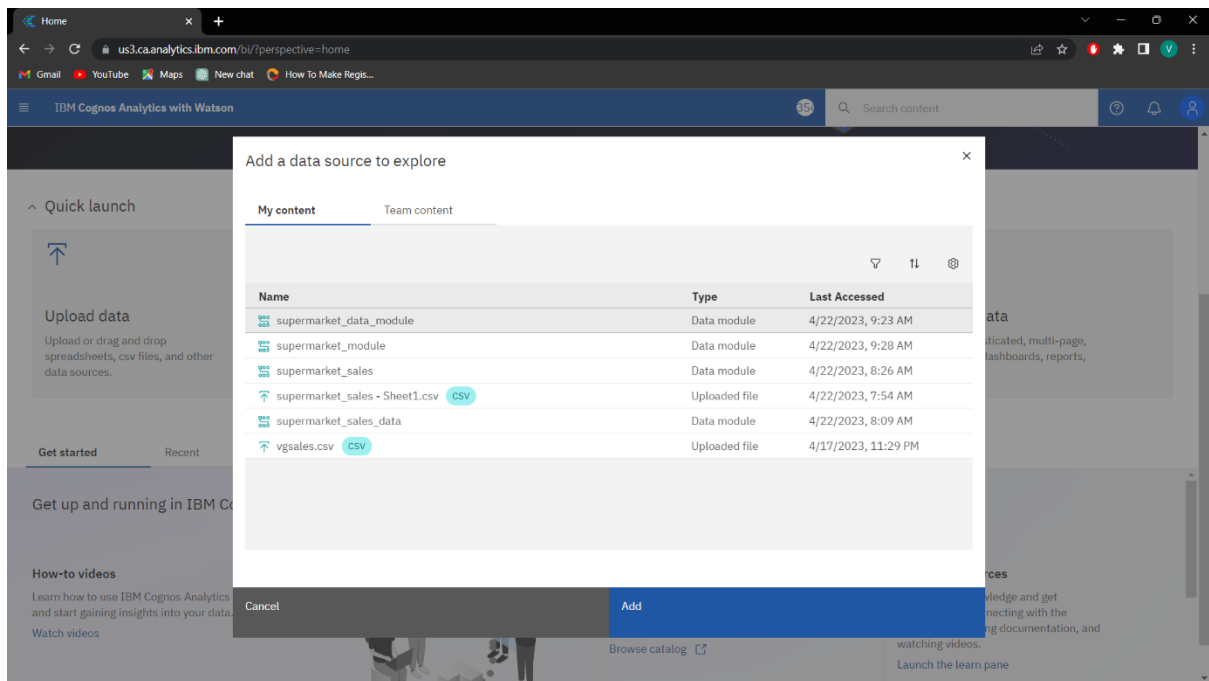 Home
us3.ca.analytics.ibm.com/bi/?perspective=home
V
Gmail YouTube Maps New chat How To Make Regis...
IBM Cognos Analytics with Watson
Search content
Add a data source to explore
My content Team content
Quick launch
Name Type Last Accessed
supermarket_data_module Data module 4/22/2023, 9:23 AM
supermarket_module Data module 4/22/2023, 9:28 AM
supermarket_sales Data module 4/22/2023, 8:26 AM
supermarket_sales - Sheet1.csv CSV Uploaded file 4/22/2023, 7:54 AM
supermarket_sales_data Data module 4/22/2023, 8:09 AM
vgsales.csv CSV Uploaded file 4/17/2023, 11:29 PM
Upload data
Upload or drag and drop
spreadsheets, csv files, and other
data sources.
Get started Recent
Get up and running in IBM
How-to videos
Learn how to use IBM Cognos Analytics
and start gaining insights into your data.
Watch videos
Cancel Add
and get
with the
documentation, and
watching videos.
Browse catalog
Launch the learn pane
multi-page,
reports,